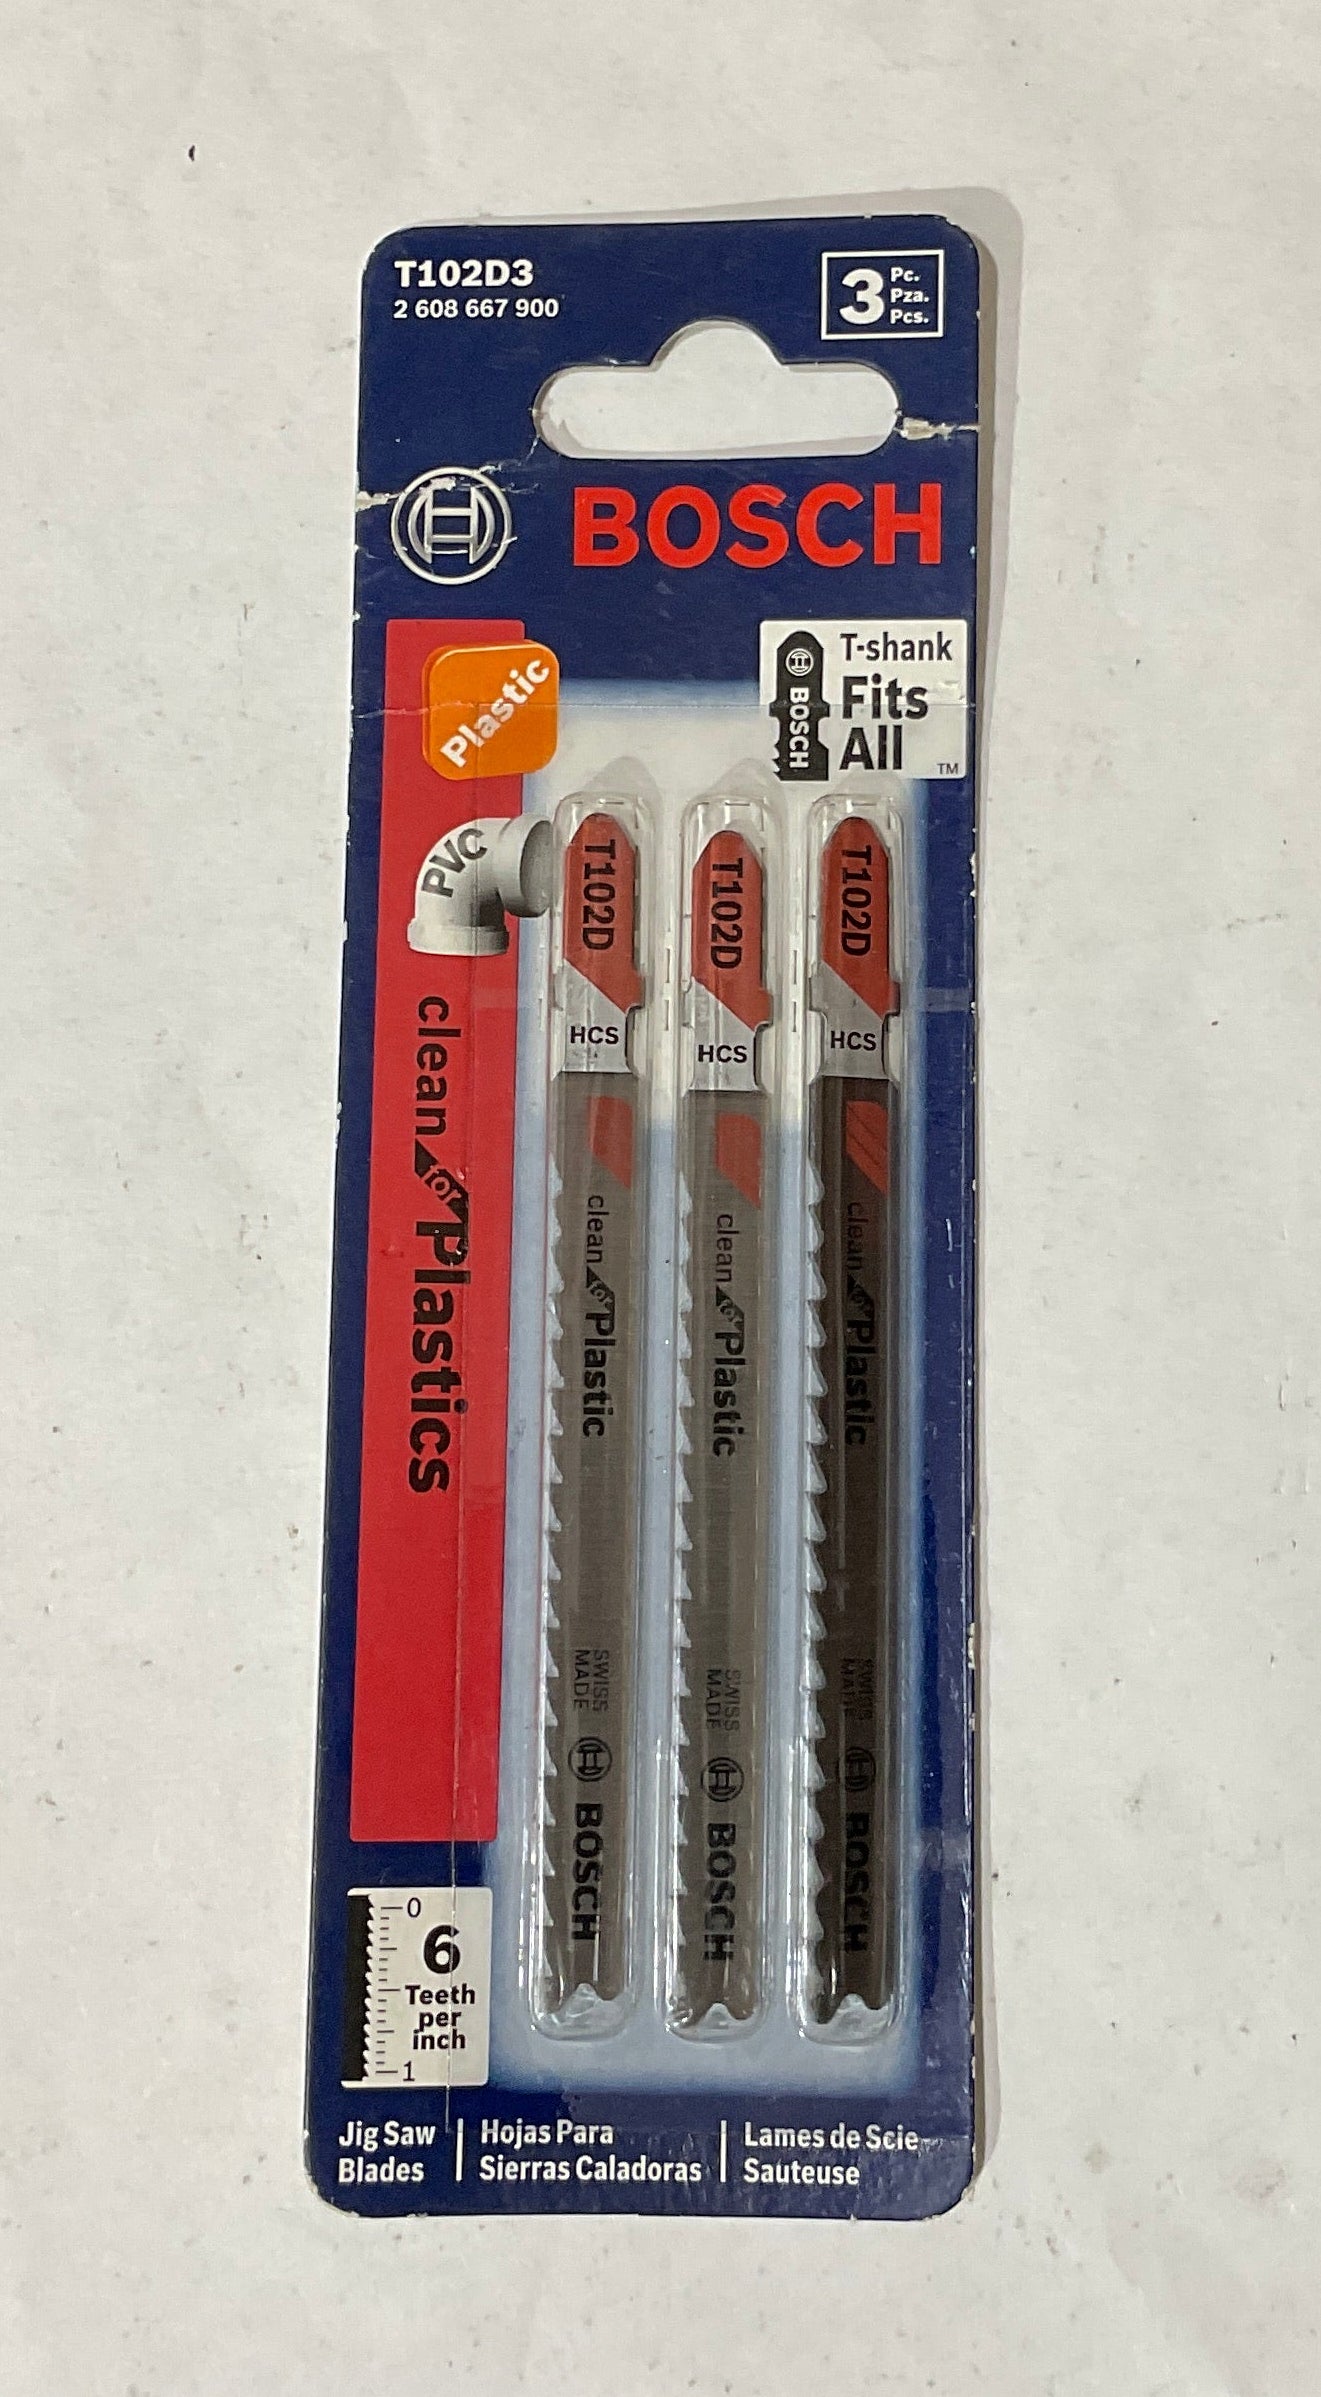 T102D3
2 608 667 900
3 Pc.
Pza.
Pcs.
BOSCH
Plastic
BOSCH
T-shank
Fits
All
TM
PVC
clean for Plastics
T102D
HCS
clean for Plastic
SWISS
MADE
BOSCH
T102D
HCS
clean for Plastic
SWISS
MADE
BOSCH
T102D
HCS
clean for Plastic
SWISS
MADE
BOSCH
0
6
Teeth
per
inch
1
Jig Saw
Blades
Hojas Para
Sierras Caladoras
Lames de Scie
Sauteuse